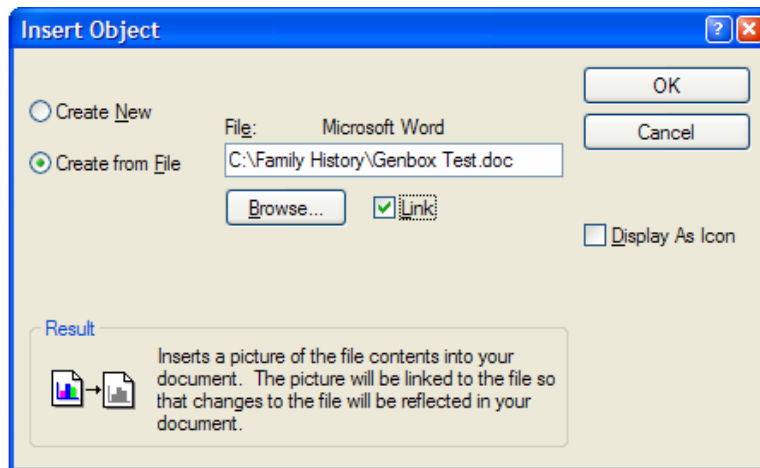 Insert Object
Create New
Create from File
File: Microsoft Word
C:\Family History\Genbox Test.doc
Browse...
Link
OK
Cancel
Display As Icon
Result
Inserts a picture of the file contents into your
document. The picture will be linked to the file so
that changes to the file will be reflected in your
document.